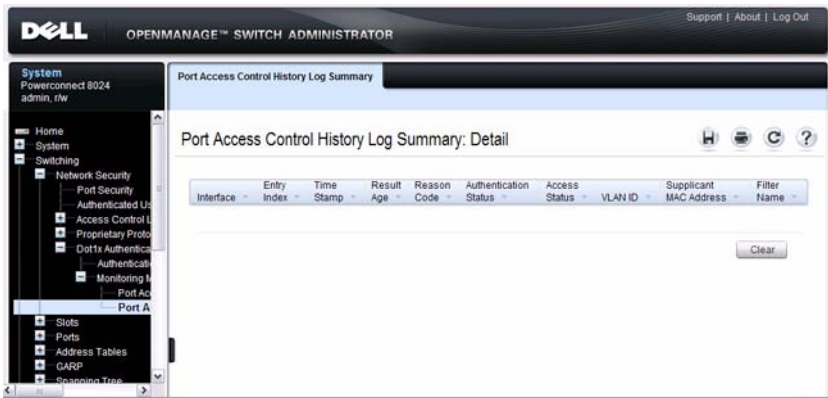 Support | About | Log Out
DELL
OPENMANAGE™ SWITCH ADMINISTRATOR
System
Powerconnect 8024
admin, r/w
Port Access Control History Log Summary
Home
System
Switching
Network Security
Port Security
Authenticated Us
Access Control L
Proprietary Proto
Dot1x Authentica
Authenticati
Monitoring M
Port Ac
Port A
Slots
Ports
Address Tables
GARP
Spanning Tree
Port Access Control History Log Summary: Detail
Interface Entry Index Time Stamp Result Age Reason Code Authentication Status Access Status VLAN ID Supplicant MAC Address Filter Name
Clear